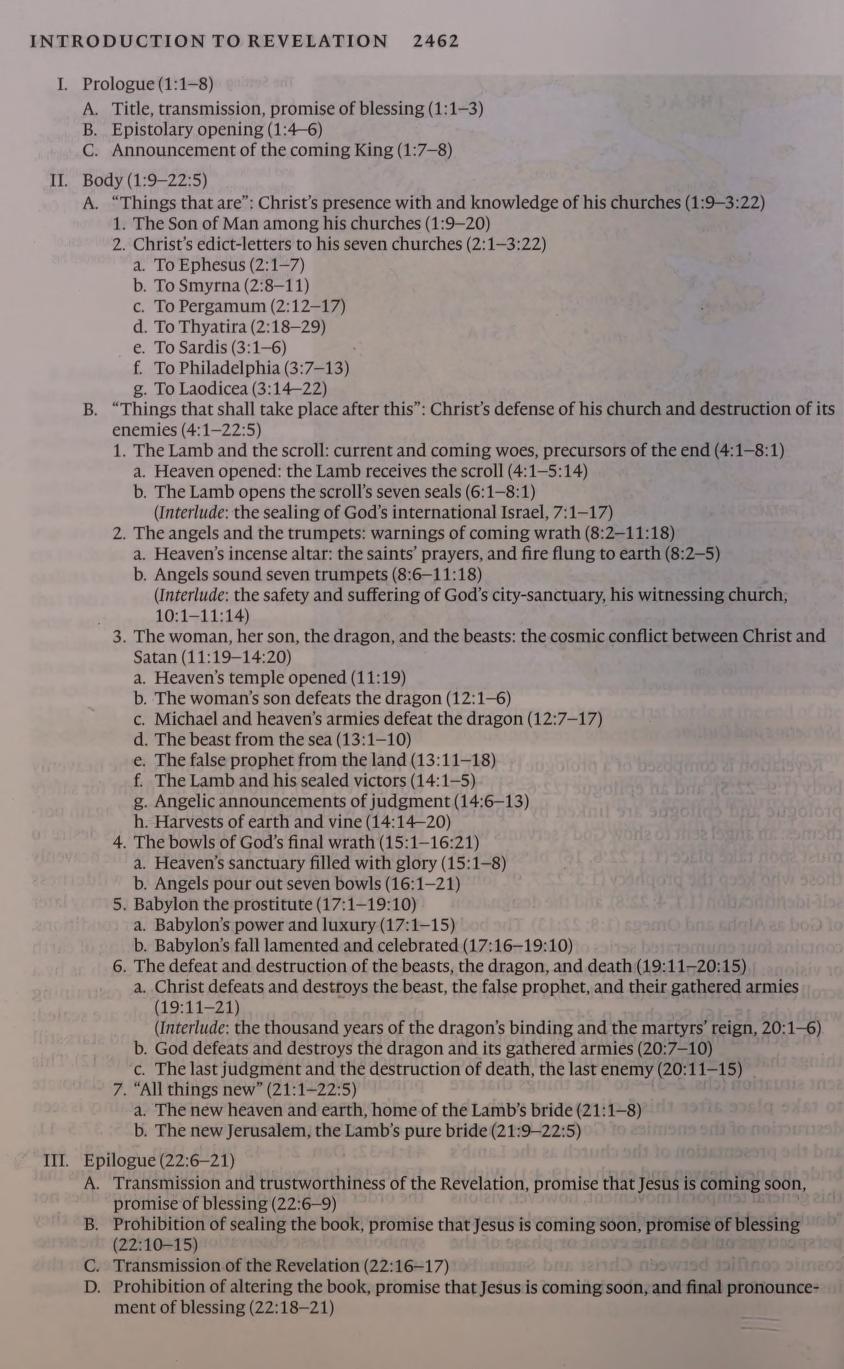 INTRODUCTION TO REVELATION 2462
I. Prologue (1:1–8)
A. Title, transmission, promise of blessing (1:1–3)
B. Epistolary opening (1:4–6)
C. Announcement of the coming King (1:7–8)
II. Body (1:9–22:5)
A. “Things that are”: Christ’s presence with and knowledge of his churches (1:9–3:22)
1. The Son of Man among his churches (1:9–20)
2. Christ’s edict-letters to his seven churches (2:1–3:22)
a. To Ephesus (2:1–7)
b. To Smyrna (2:8–11)
c. To Pergamum (2:12–17)
d. To Thyatira (2:18–29)
e. To Sardis (3:1–6)
f. To Philadelphia (3:7–13)
g. To Laodicea (3:14–22)
B. “Things that shall take place after this”: Christ’s defense of his church and destruction of its
enemies (4:1–22:5)
1. The Lamb and the scroll: current and coming woes, precursors of the end (4:1–8:1)
a. Heaven opened: the Lamb receives the scroll (4:1–5:14)
b. The Lamb opens the scroll’s seven seals (6:1–8:1)
(Interlude: the sealing of God’s international Israel, 7:1–17)
2. The angels and the trumpets: warnings of coming wrath (8:2–11:18)
a. Heaven’s incense altar: the saints’ prayers, and fire flung to earth (8:2–5)
b. Angels sound seven trumpets (8:6–11:18)
(Interlude: the safety and suffering of God’s city-sanctuary, his witnessing church,
10:1–11:14)
3. The woman, her son, the dragon, and the beasts: the cosmic conflict between Christ and
Satan (11:19–14:20)
a. Heaven’s temple opened (11:19)
b. The woman’s son defeats the dragon (12:1–6)
c. Michael and heaven’s armies defeat the dragon (12:7–17)
d. The beast from the sea (13:1–10)
e. The false prophet from the land (13:11–18)
f. The Lamb and his sealed victors (14:1–5)
g. Angelic announcements of judgment (14:6–13)
h. Harvests of earth and vine (14:14–20)
4. The bowls of God’s final wrath (15:1–16:21)
a. Heaven’s sanctuary filled with glory (15:1–8)
b. Angels pour out seven bowls (16:1–21)
5. Babylon the prostitute (17:1–19:10)
a. Babylon’s power and luxury (17:1–15)
b. Babylon’s fall lamented and celebrated (17:16–19:10)
6. The defeat and destruction of the beasts, the dragon, and death (19:11–20:15)
a. Christ defeats and destroys the beast, the false prophet, and their gathered armies
(19:11–21)
(Interlude: the thousand years of the dragon’s binding and the martyrs’ reign, 20:1–6)
b. God defeats and destroys the dragon and its gathered armies (20:7–10)
c. The last judgment and the destruction of death, the last enemy (20:11–15)
7. “All things new” (21:1–22:5)
a. The new heaven and earth, home of the Lamb’s bride (21:1–8)
b. The new Jerusalem, the Lamb’s pure bride (21:9–22:5)
III. Epilogue (22:6–21)
A. Transmission and trustworthiness of the Revelation, promise that Jesus is coming soon,
promise of blessing (22:6–9)
B. Prohibition of sealing the book, promise that Jesus is coming soon, promise of blessing
(22:10–15)
C. Transmission of the Revelation (22:16–17)
D. Prohibition of altering the book, promise that Jesus is coming soon, and final pronounce-
ment of blessing (22:18–21)